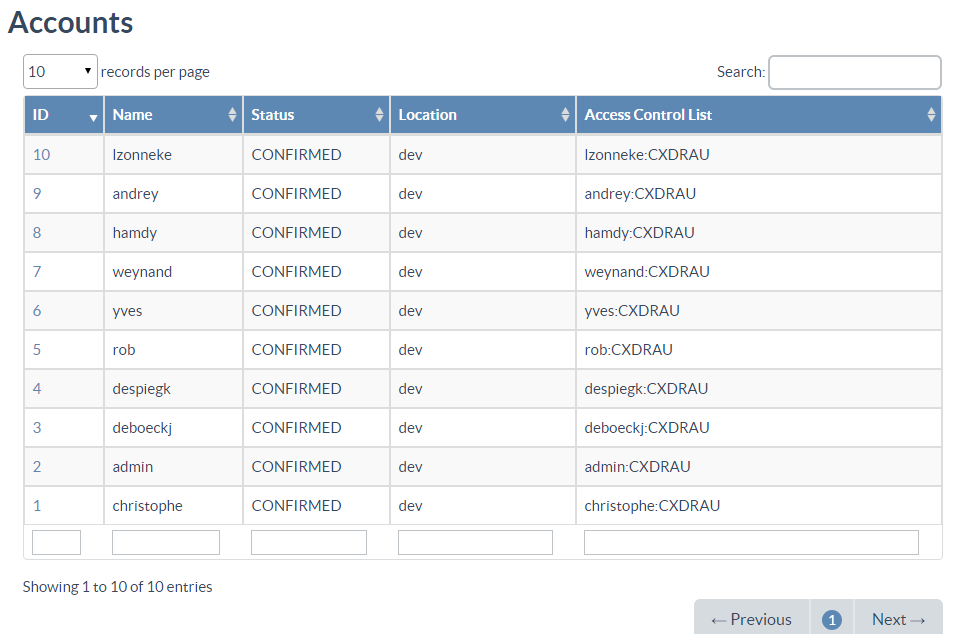 Accounts
10 records per page Search:
ID Name Status Location Access Control List
10 lzonneke CONFIRMED dev lzonneke:CXDRAU
9 andrey CONFIRMED dev andrey:CXDRAU
8 hamdy CONFIRMED dev hamdy:CXDRAU
7 weynand CONFIRMED dev weynand:CXDRAU
6 yves CONFIRMED dev yves:CXDRAU
5 rob CONFIRMED dev rob:CXDRAU
4 despiegk CONFIRMED dev despiegk:CXDRAU
3 deboeckj CONFIRMED dev deboeckj:CXDRAU
2 admin CONFIRMED dev admin:CXDRAU
1 christophe CONFIRMED dev christophe:CXDRAU
Showing 1 to 10 of 10 entries
← Previous 1 Next →